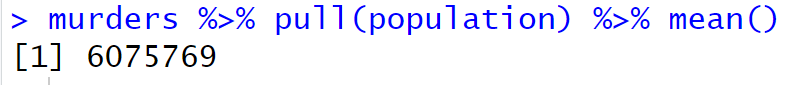 > murders %>% pull(population) %>% mean()
[1] 6075769